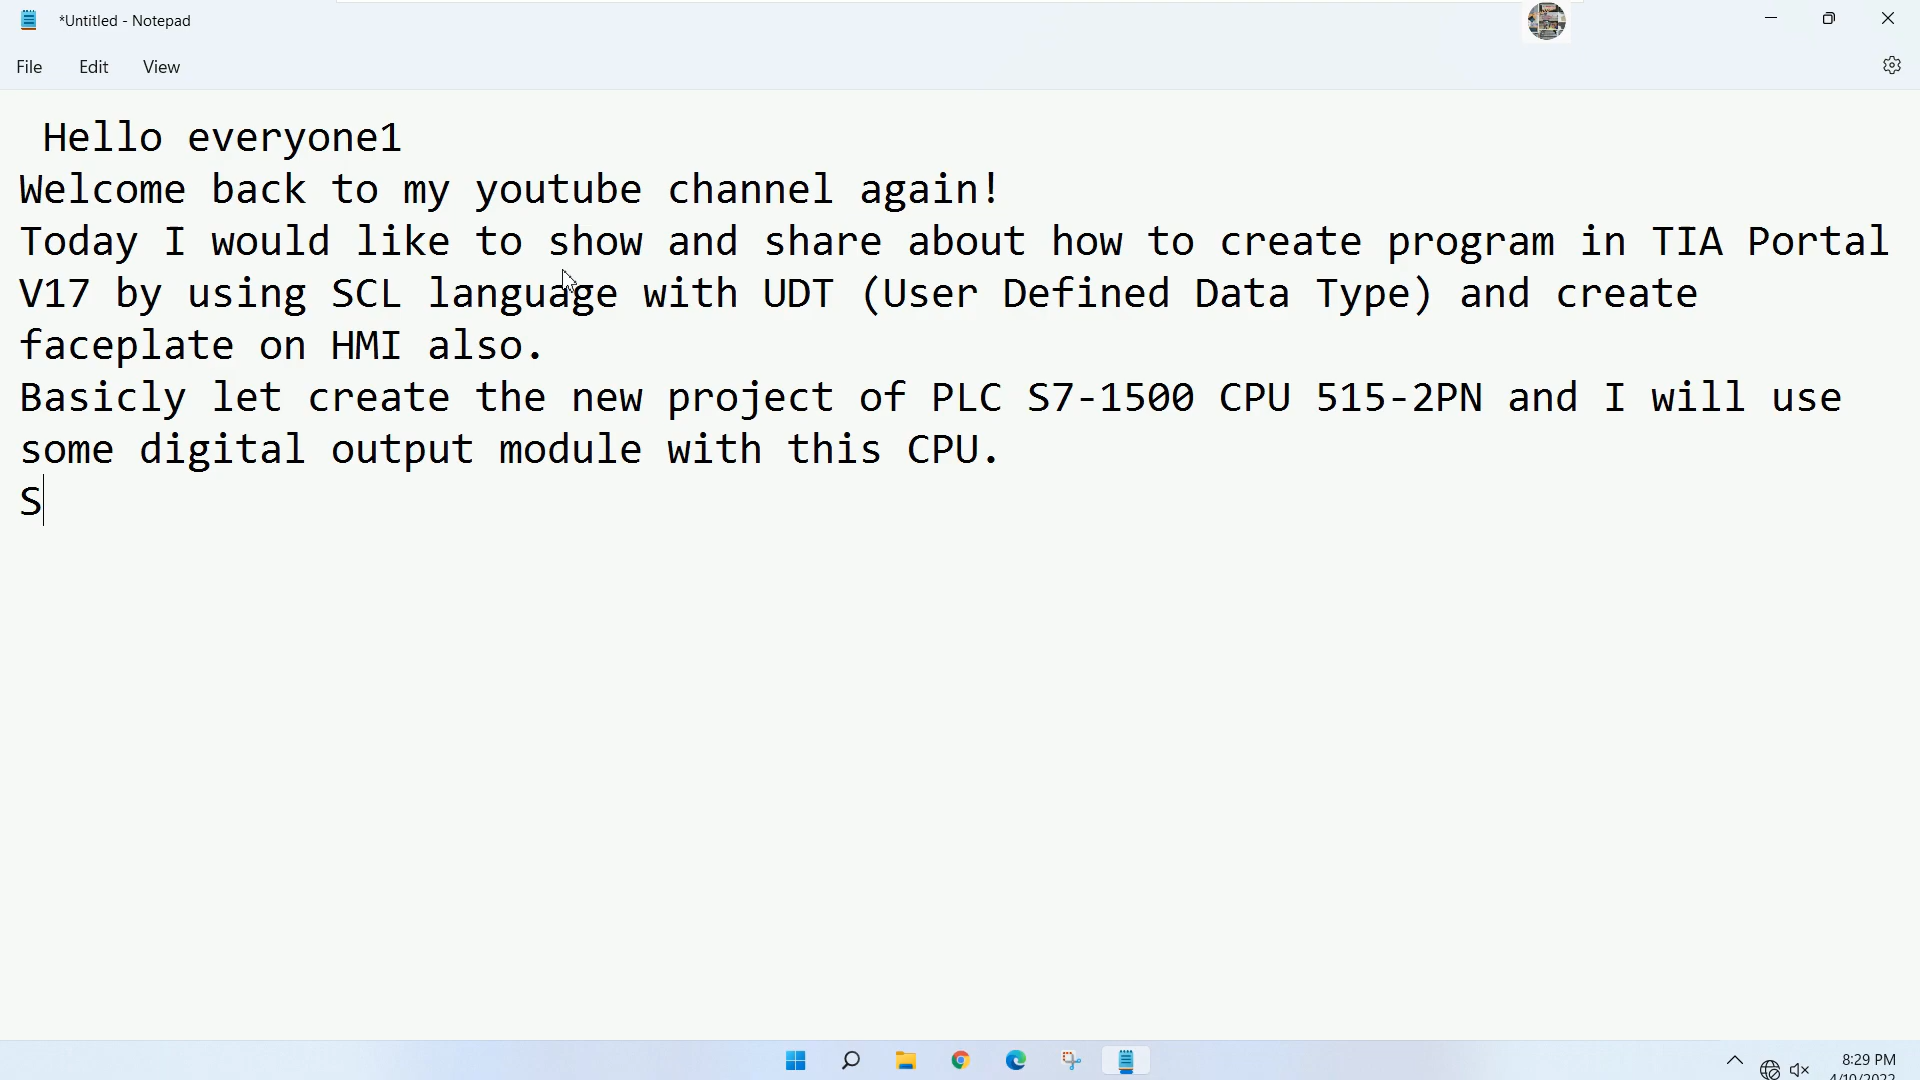 *Untitled - Notepad
File Edit View
Hello everyone1
Welcome back to my youtube channel again!
Today I would like to show and share about how to create program in TIA Portal
V17 by using SCL language with UDT (User Defined Data Type) and create
faceplate on HMI also.
Basicly let create the new project of PLC S7-1500 CPU 515-2PN and I will use
some digital output module with this CPU.
S
8:29 PM
4/10/2022